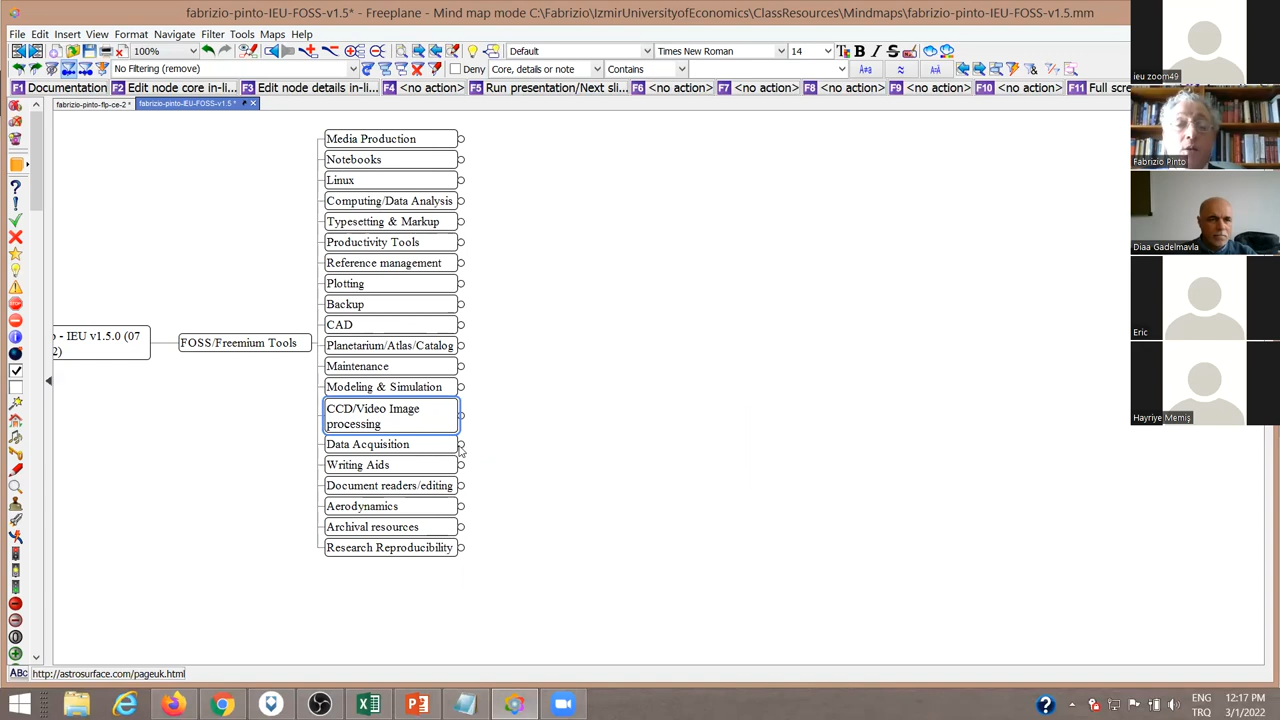 fabrizio-pinto-IEU-FOSS-v1.5* - Freeplane - Mind map mode C:\Fabrizio\IzmirUniversityofEconomics\ClassResources\Mindmaps\fabrizio-pinto-IEU-FOSS-v1.5.mm
File Edit Insert View Format Navigate Filter Tools Maps Help
100% Default Times New Roman 14 B I
No Filtering (remove) Deny Core, details or note Contains
F1 Documentation F2 Edit node core in-li... F3 Edit node details in-l... F4 <no action> F5 Run presentation/Next sli... F6 <no action> F7 <no action> F8 <no action> F9 <no action> F10 <no action> F11 Full scre
fabrizio-pinto-flp-ce-2 * fabrizio-pinto-IEU-FOSS-v1.5 *
Media Production
Notebooks
Linux
Computing/Data Analysis
Typesetting & Markup
Productivity Tools
Reference management
Plotting
Backup
CAD
- IEU v1.5.0 (07
2)
FOSS/Freemium Tools
Planetarium/Atlas/Catalog
Maintenance
Modeling & Simulation
CCD/Video Image
processing
Data Acquisition
Writing Aids
Document readers/editing
Aerodynamics
Archival resources
Research Reproducibility
ABc http://astrosurface.com/pageuk.html
ieu zoom49
Fabrizio Pinto
Diaa Gadelmavla
Eric
Hayriye Memiş
ENG 12:17 PM
TRQ 3/1/2022